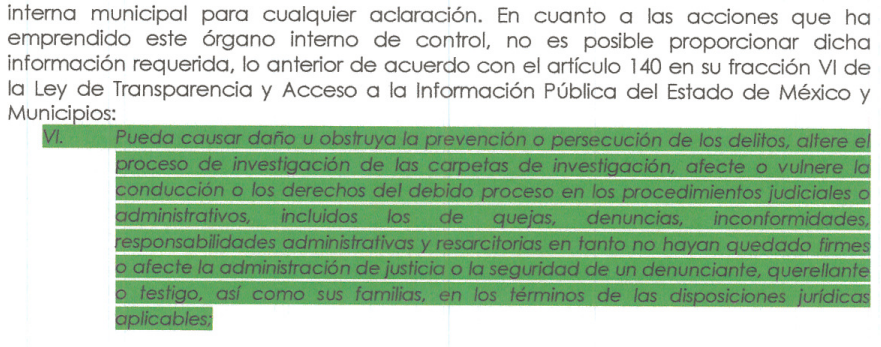 interna municipal para cualquier aclaración. En cuanto a las acciones que ha
emprendido este órgano interno de control, no es posible proporcionar dicha
información requerida, lo anterior de acuerdo con el artículo 140 en su fracción VI de
la Ley de Transparencia y Acceso a la Información Pública del Estado de México y
Municipios:
VI. Pueda causar daño u obstruya la prevención o persecución de los delitos, altere el
proceso de investigación de las carpetas de investigación, afecte o vulnere la
conducción o los derechos del debido proceso en los procedimientos judiciales o
administrativos, incluidos los de quejas, denuncias, inconformidades,
responsabilidades administrativas y resarcitorias en tanto no hayan quedado firmes
o afecte la administración de justicia o la seguridad de un denunciante, querellante
o testigo, así como sus familias, en los términos de las disposiciones jurídicas
aplicables;